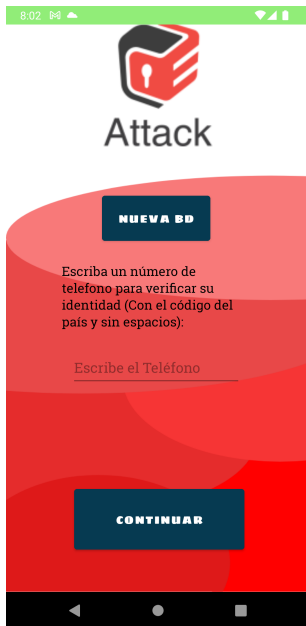 8:02
Attack
NUEVA BD
Escriba un número de
telefono para verificar su
identidad (Con el código del
país y sin espacios):
Escribe el Teléfono
CONTINUAR